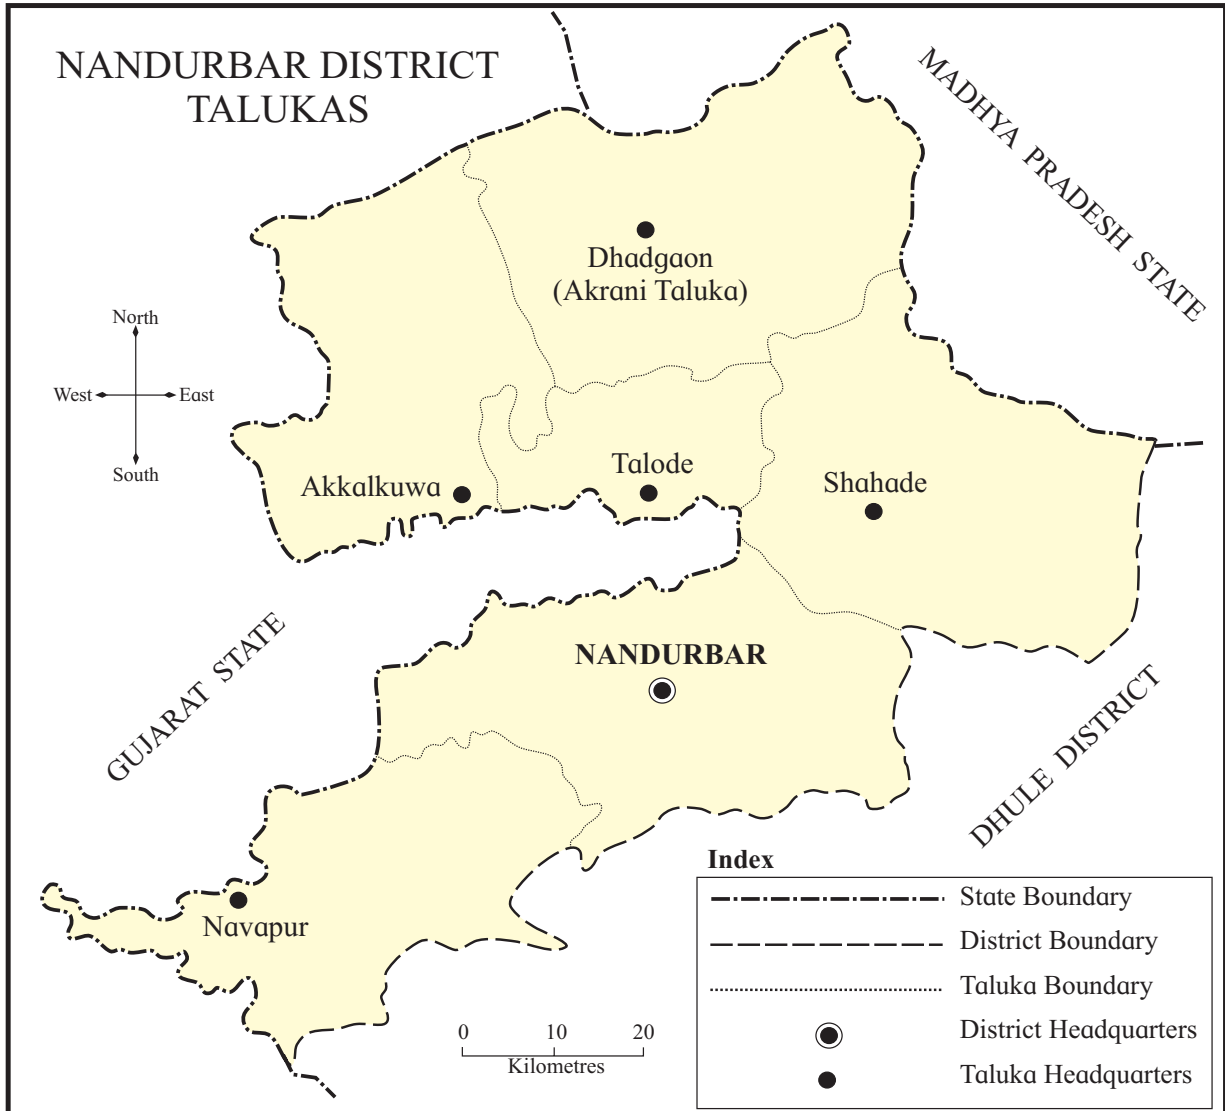 NANDURBAR DISTRICT
TALUKAS
MADHYA PRADESH STATE
Dhadgaon
(Akrani Taluka)
North
West
East
South
Akkalkuwa
Talode
Shahade
GUJARAT STATE
NANDURBAR
DHULE DISTRICT
Navapur
0 10 20
Kilometres
Index
State Boundary
District Boundary
Taluka Boundary
District Headquarters
Taluka Headquarters